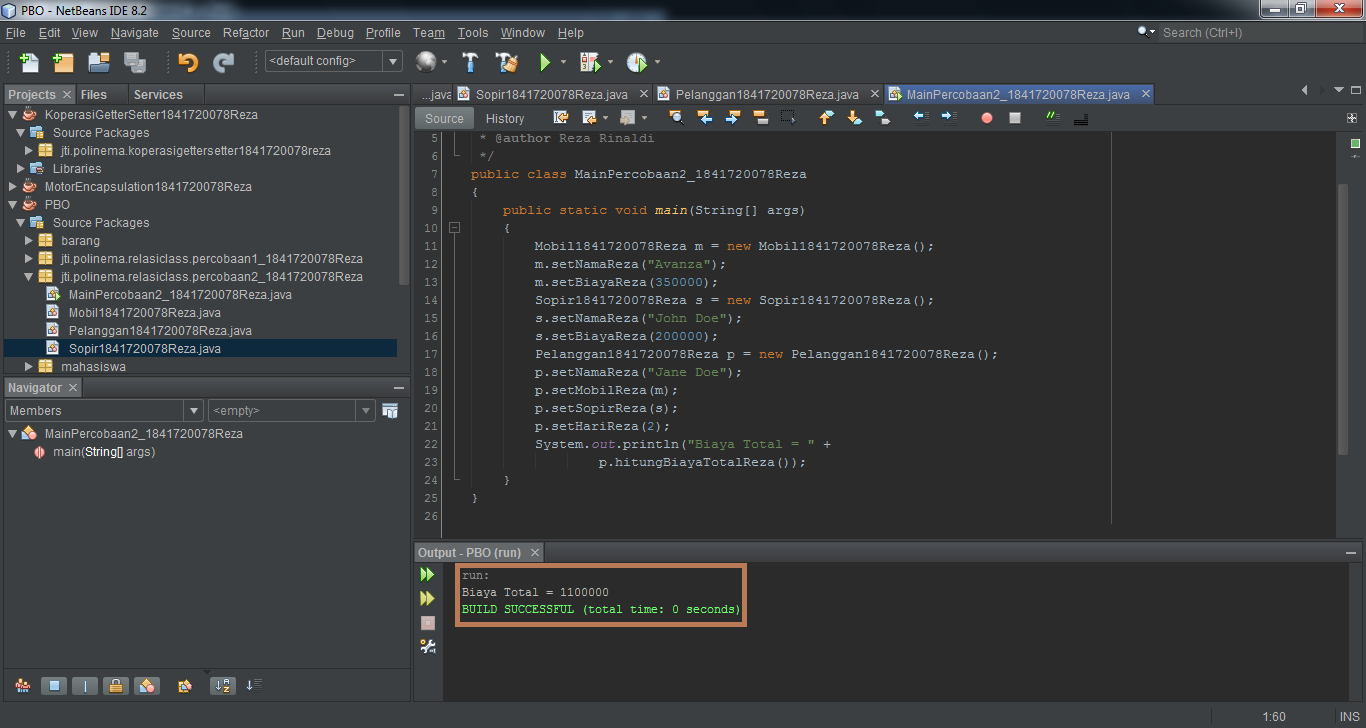 PBO - NetBeans IDE 8.2
File Edit View Navigate Source Refactor Run Debug Profile Team Tools Window Help
Search (Ctrl+I)
<default config>
Projects Files Services
KoperasiGetterSetter1841720078Reza
Source Packages
jti.polinema.koperasigettersetter1841720078reza
Libraries
MotorEncapsulation1841720078Reza
PBO
Source Packages
barang
jti.polinema.relasiclass.percobaan1_1841720078Reza
jti.polinema.relasiclass.percobaan2_1841720078Reza
MainPercobaan2_1841720078Reza.java
Mobil1841720078Reza.java
Pelanggan1841720078Reza.java
Sopir1841720078Reza.java
mahasiswa
Navigator
Members
<empty>
MainPercobaan2_1841720078Reza
main(String[] args)
...java Sopir1841720078Reza.java Pelanggan1841720078Reza.java MainPercobaan2_1841720078Reza.java
Source History
5 * @author Reza Rinaldi
6 */
7 public class MainPercobaan2_1841720078Reza
8 {
9 public static void main(String[] args)
10 {
11 Mobil1841720078Reza m = new Mobil1841720078Reza();
12 m.setNamaReza("Avanza");
13 m.setBiayaReza(350000);
14 Sopir1841720078Reza s = new Sopir1841720078Reza();
15 s.setNamaReza("John Doe");
16 s.setBiayaReza(200000);
17 Pelanggan1841720078Reza p = new Pelanggan1841720078Reza();
18 p.setNamaReza("Jane Doe");
19 p.setMobilReza(m);
20 p.setSopirReza(s);
21 p.setHariReza(2);
22 System.out.println("Biaya Total = " +
23 p.hitungBiayaTotalReza());
24 }
25 }
26
Output - PBO (run)
run:
Biaya Total = 1100000
BUILD SUCCESSFUL (total time: 0 seconds)
1:60 INS